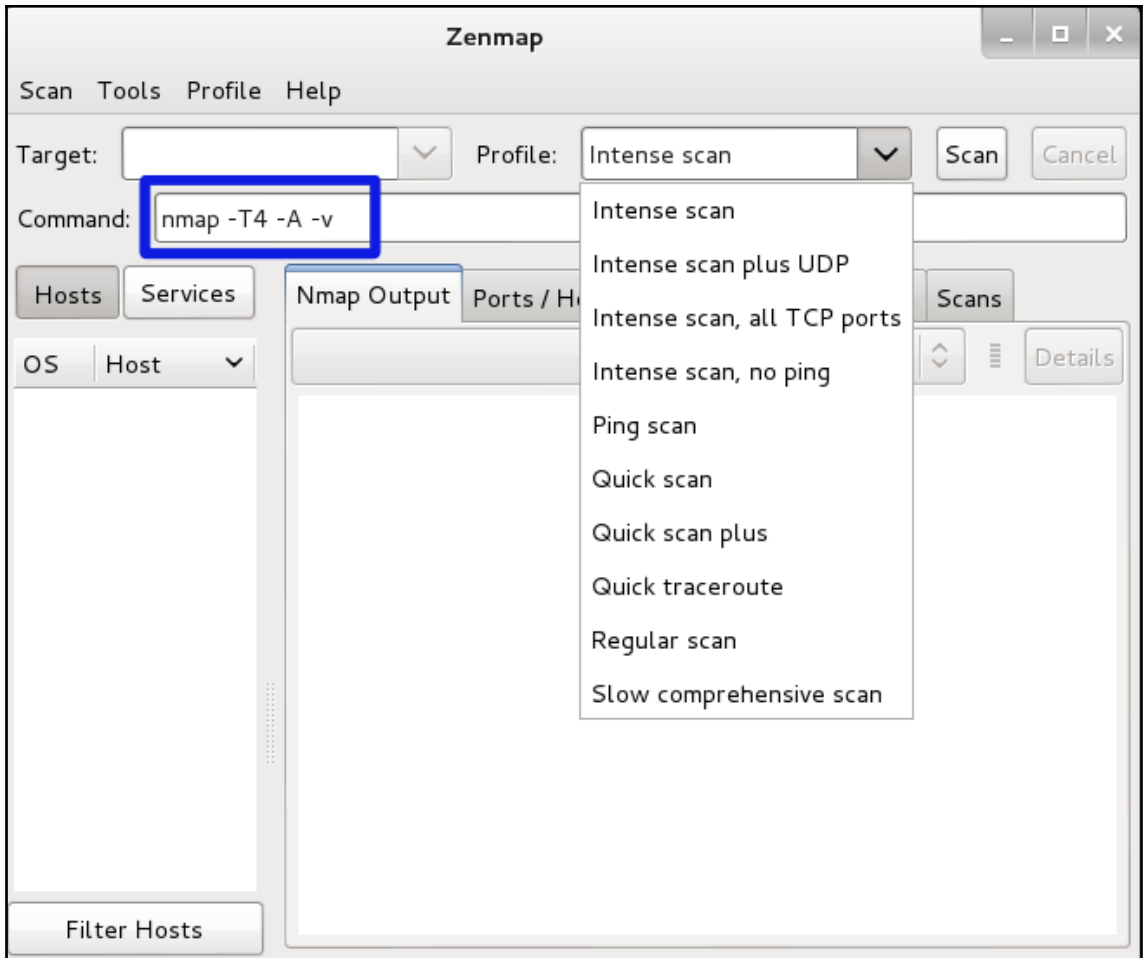 Zenmap
Scan Tools Profile Help
Target: Profile: Intense scan Scan Cancel
Command: nmap -T4 -A -v
Intense scan
Intense scan plus UDP
Intense scan, all TCP ports
Intense scan, no ping
Ping scan
Quick scan
Quick scan plus
Quick traceroute
Regular scan
Slow comprehensive scan
Hosts Services
Nmap Output Ports / Scans
OS Host
Details
Filter Hosts